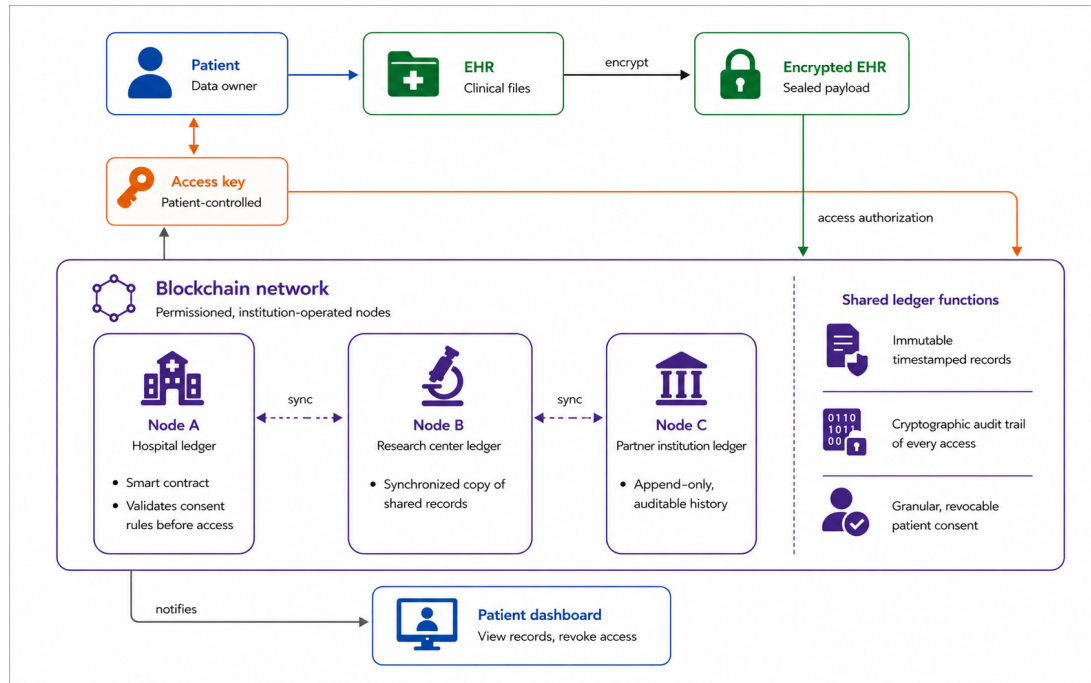 Patient
Data owner
EHR
Clinical files
encrypt
Encrypted EHR
Sealed payload
Access key
Patient-controlled
access authorization
Blockchain network
Permissioned, institution-operated nodes
Node A
Hospital ledger
• Smart contract
• Validates consent
rules before access
sync
Node B
Research center ledger
• Synchronized copy of
shared records
sync
Node C
Partner institution ledger
• Append-only,
auditable history
Shared ledger functions
Immutable
timestamped records
0110
1011
00
Cryptographic audit trail
of every access
Granular, revocable
patient consent
notifies
Patient dashboard
View records, revoke access